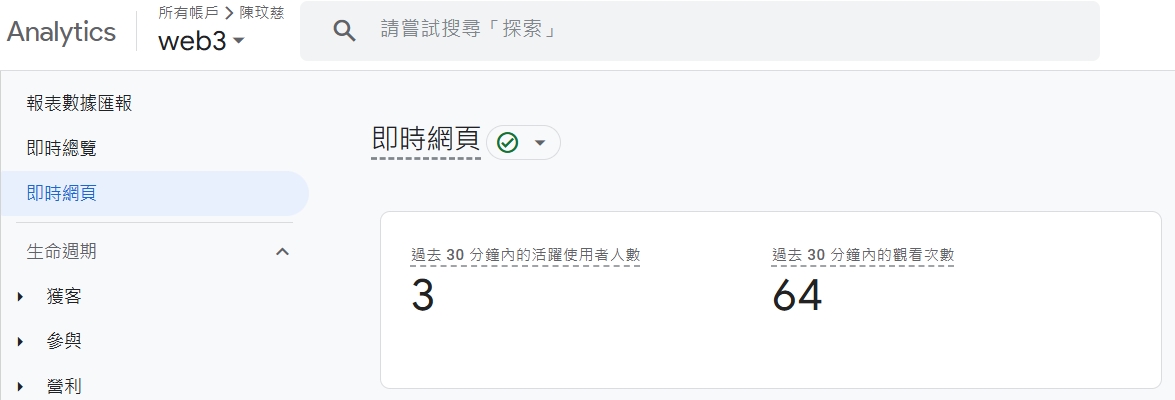 Analytics
所有帳戶 > 陳玟慈
web3
請嘗試搜尋「探索」
報表數據匯報
即時總覽
即時網頁
生命週期
獲客
參與
營利
即時網頁
過去 30 分鐘內的活躍使用者人數
3
過去 30 分鐘內的觀看次數
64